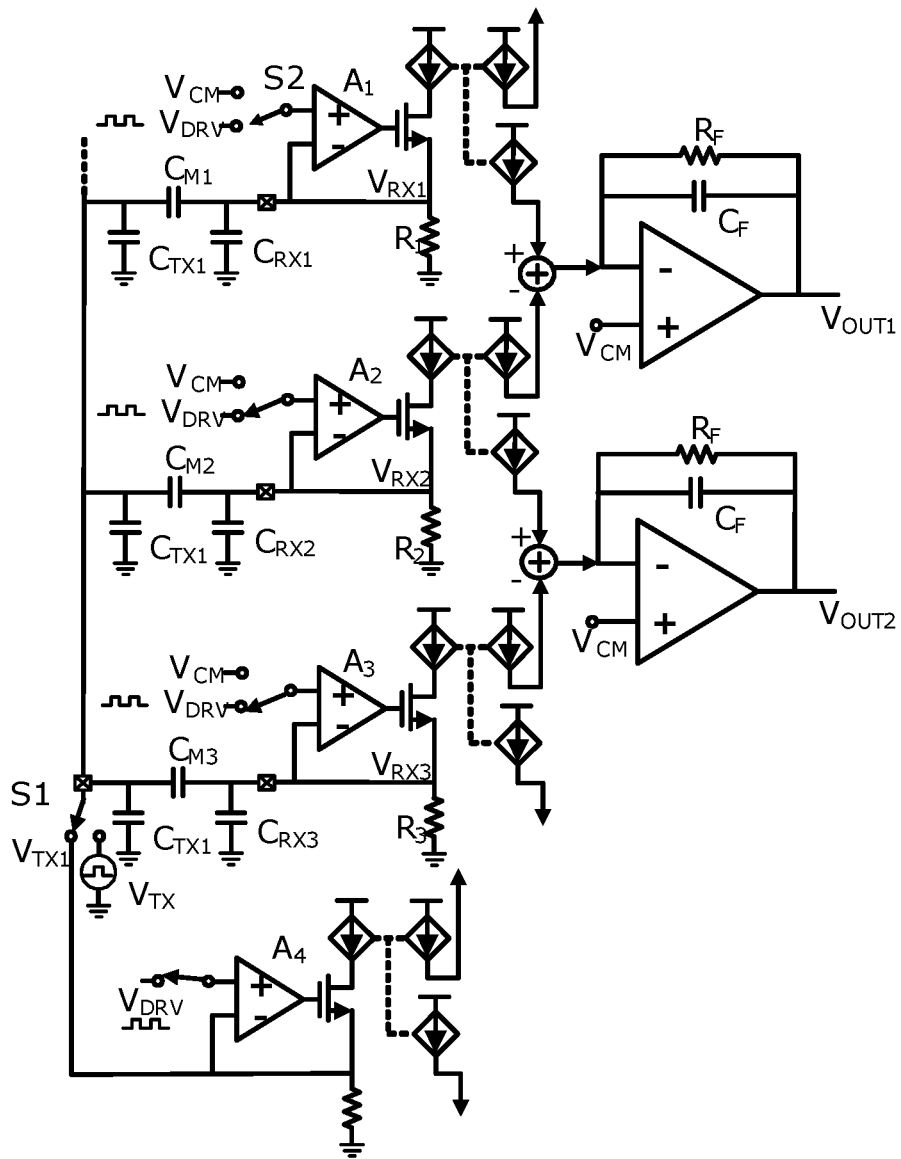 S2
A1
VCM
VDRV
+
-
CM1
VRX1
CTX1
CRX1
R1
RF
CF
+
-
+
-
+
VCM
VOUT1
A2
VCM
VDRV
+
-
CM2
VRX2
CTX1
CRX2
R2
RF
CF
+
-
+
-
+
VCM
VOUT2
A3
VCM
VDRV
+
-
CM3
VRX3
S1
CTX1
CRX3
R3
VTX1
VTX
A4
VDRV
+
-